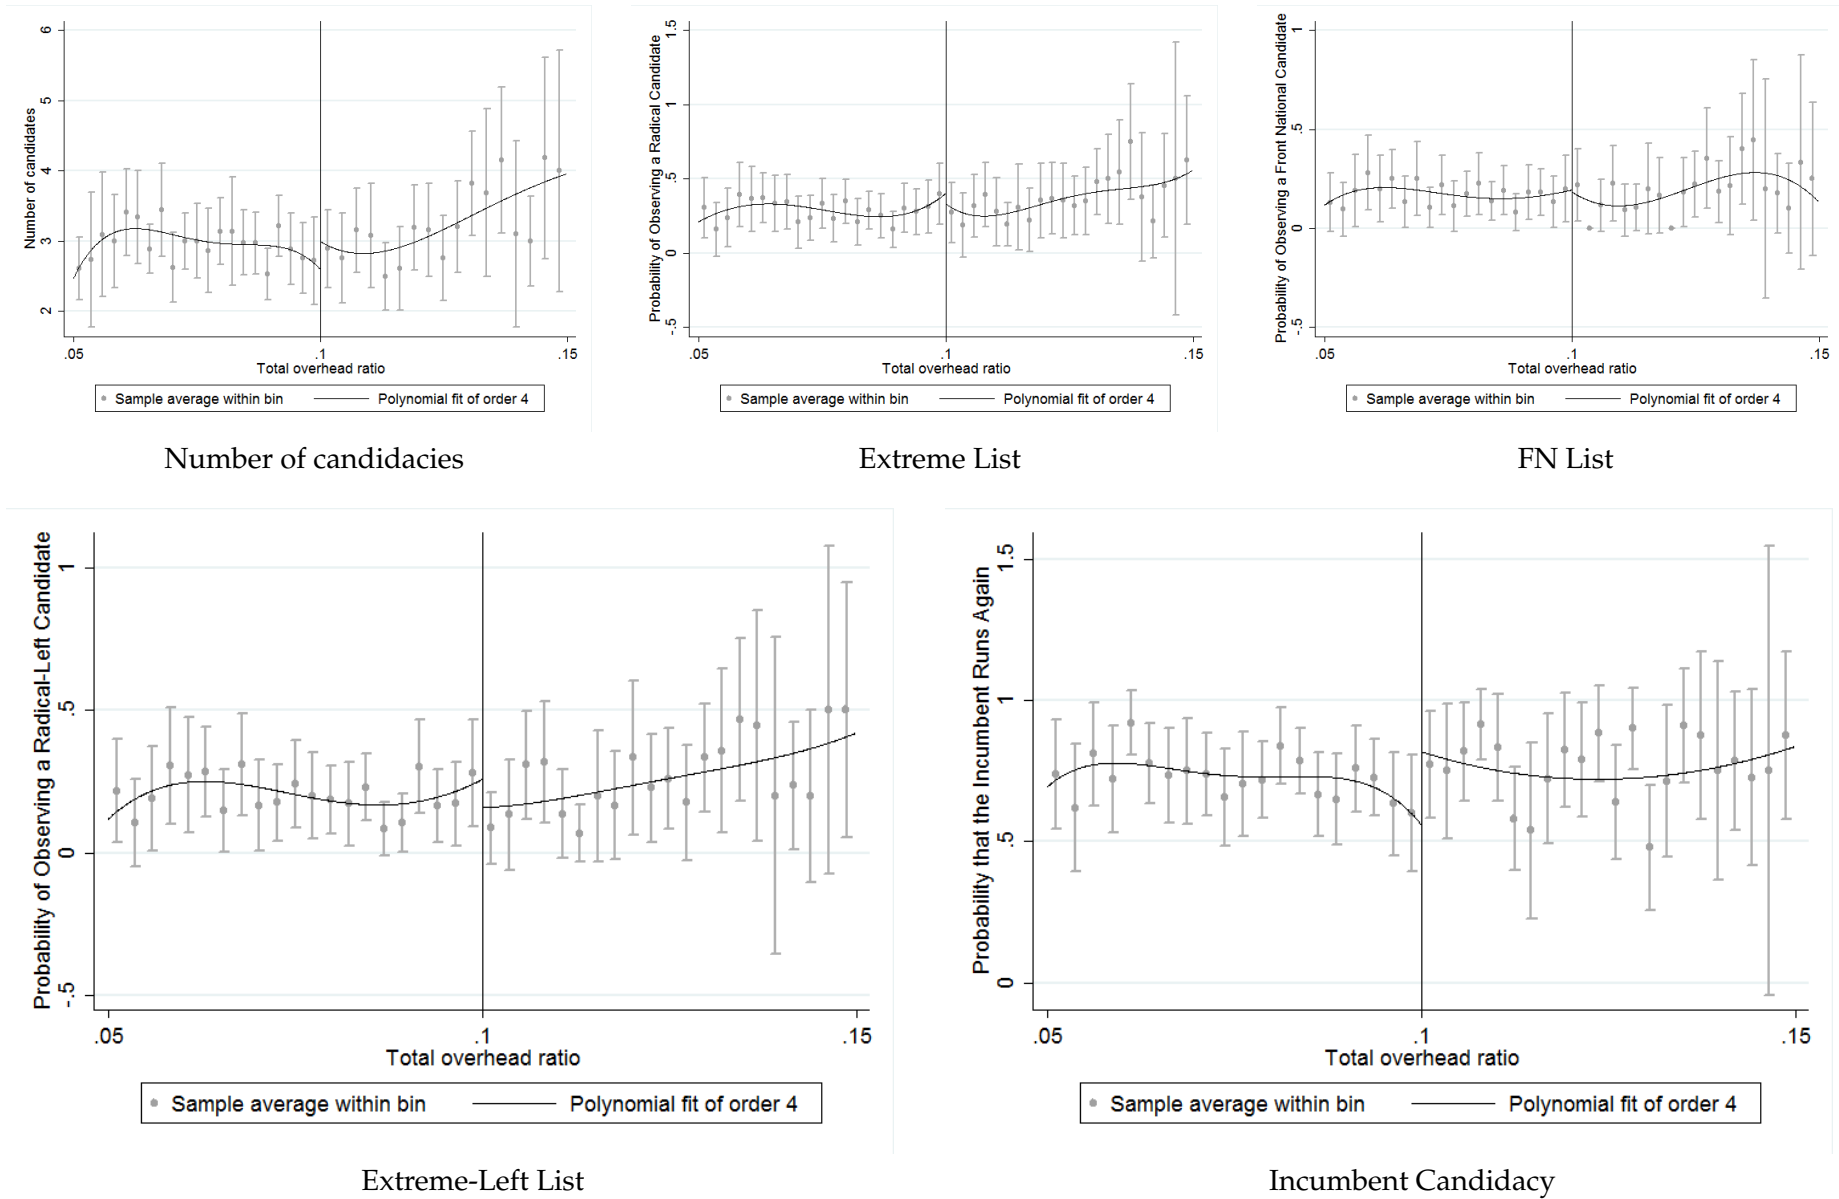 Number of candidates
6
5
4
3
2
.05
.1
.15
Total overhead ratio
Sample average within bin
Polynomial fit of order 4
Number of candidacies
Probability of Observing a Radical Candidate
1.5
1
.5
0
-.5
.05
.1
.15
Total overhead ratio
Sample average within bin
Polynomial fit of order 4
Extreme List
Probability of Observing a Front National Candidate
1
.5
0
-.5
.05
.1
.15
Total overhead ratio
Sample average within bin
Polynomial fit of order 4
FN List
Probability of Observing a Radical-Left Candidate
1
.5
0
-.5
.05
.1
.15
Total overhead ratio
Sample average within bin
Polynomial fit of order 4
Extreme-Left List
Probability that the Incumbent Runs Again
1.5
1
.5
0
.05
.1
.15
Total overhead ratio
Sample average within bin
Polynomial fit of order 4
Incumbent Candidacy